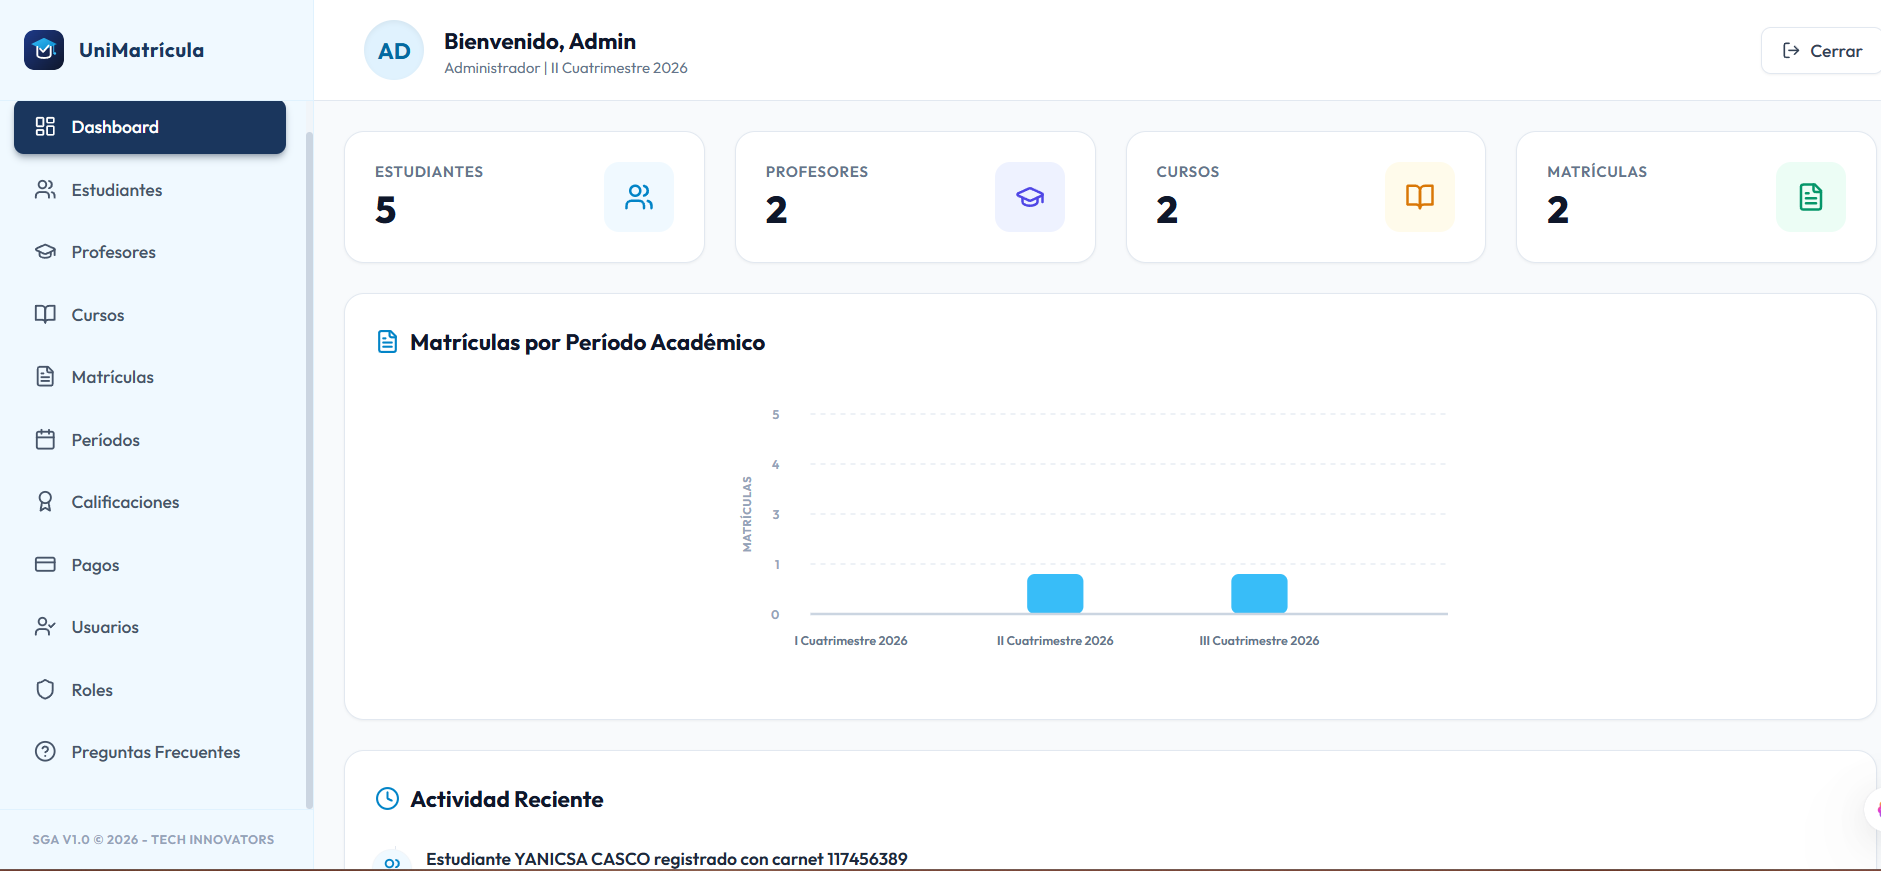 UniMatrícula
Dashboard
Estudiantes
Profesores
Cursos
Matrículas
Períodos
Calificaciones
Pagos
Usuarios
Roles
Preguntas Frecuentes
SGA V1.0 © 2026 - TECH INNOVATORS
AD
Bienvenido, Admin
Administrador | II Cuatrimestre 2026
Cerrar
ESTUDIANTES
5
PROFESORES
2
CURSOS
2
MATRÍCULAS
2
Matrículas por Período Académico
MATRÍCULAS
5
4
3
1
0
I Cuatrimestre 2026
II Cuatrimestre 2026
III Cuatrimestre 2026
Actividad Reciente
Estudiante YANICSA CASCO registrado con carnet 117456389